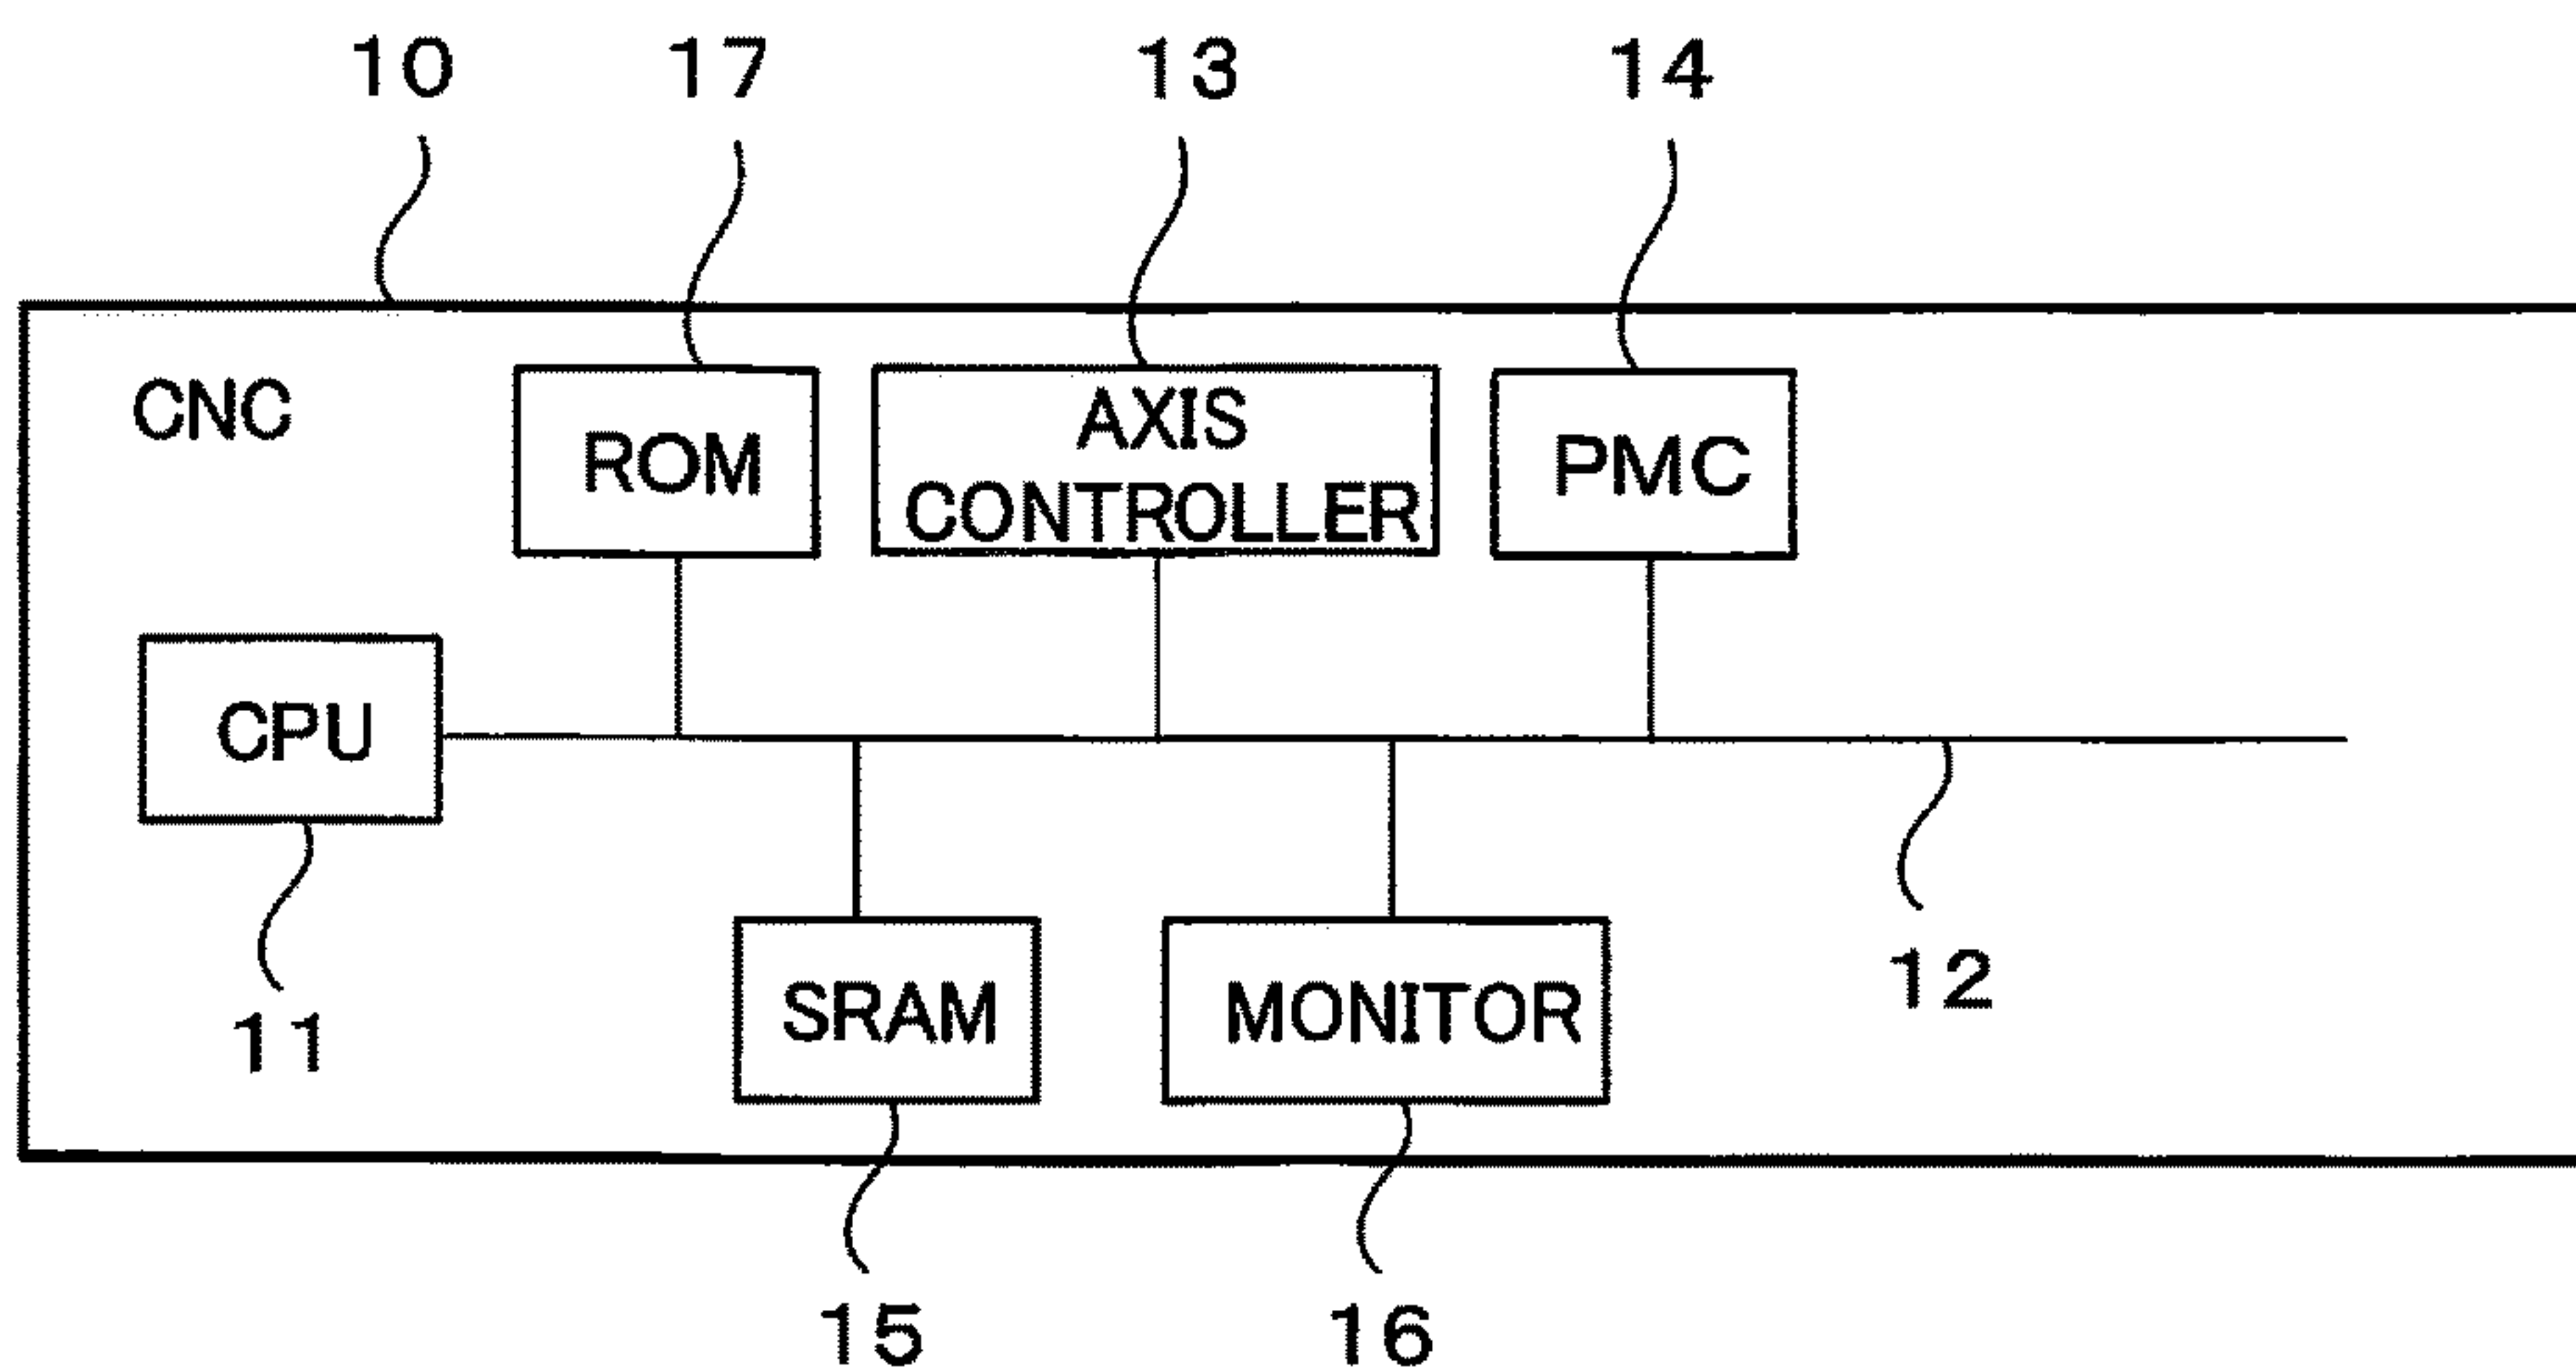 10 17 13 14
CNC
ROM
AXIS
CONTROLLER
PMC
CPU
SRAM
MONITOR
12
11
15 16